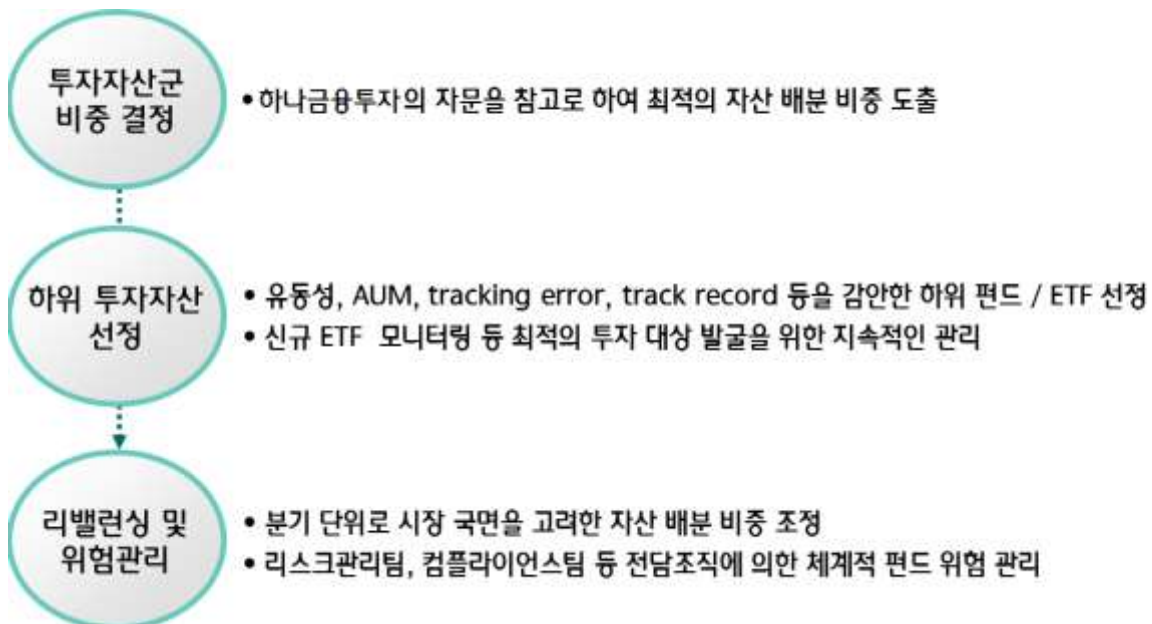 투자자산군
비중 결정
• 하나금융투자의 자문을 참고로 하여 최적의 자산 배분 비중 도출
하위 투자자산
선정
• 유동성, AUM, tracking error, track record 등을 감안한 하위 펀드 / ETF 선정
• 신규 ETF 모니터링 등 최적의 투자 대상 발굴을 위한 지속적인 관리
리밸런싱 및
위험관리
• 분기 단위로 시장 국면을 고려한 자산 배분 비중 조정
• 리스크관리팀, 컴플라이언스팀 등 전담조직에 의한 체계적 펀드 위험 관리